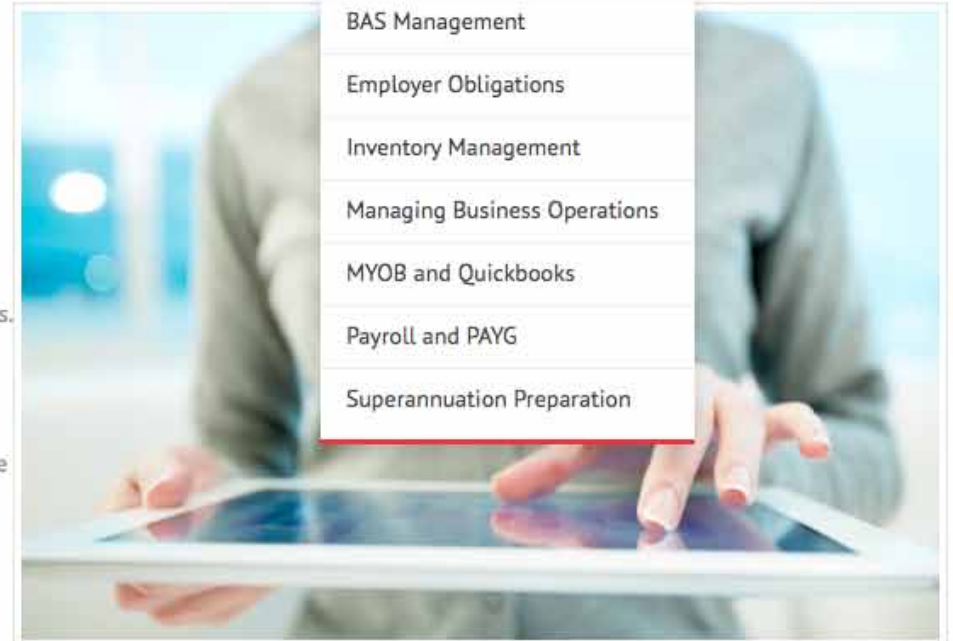 BAS Management
Employer Obligations
Inventory Management
Managing Business Operations
MYOB and Quickbooks
Payroll and PAYG
Superannuation Preparation